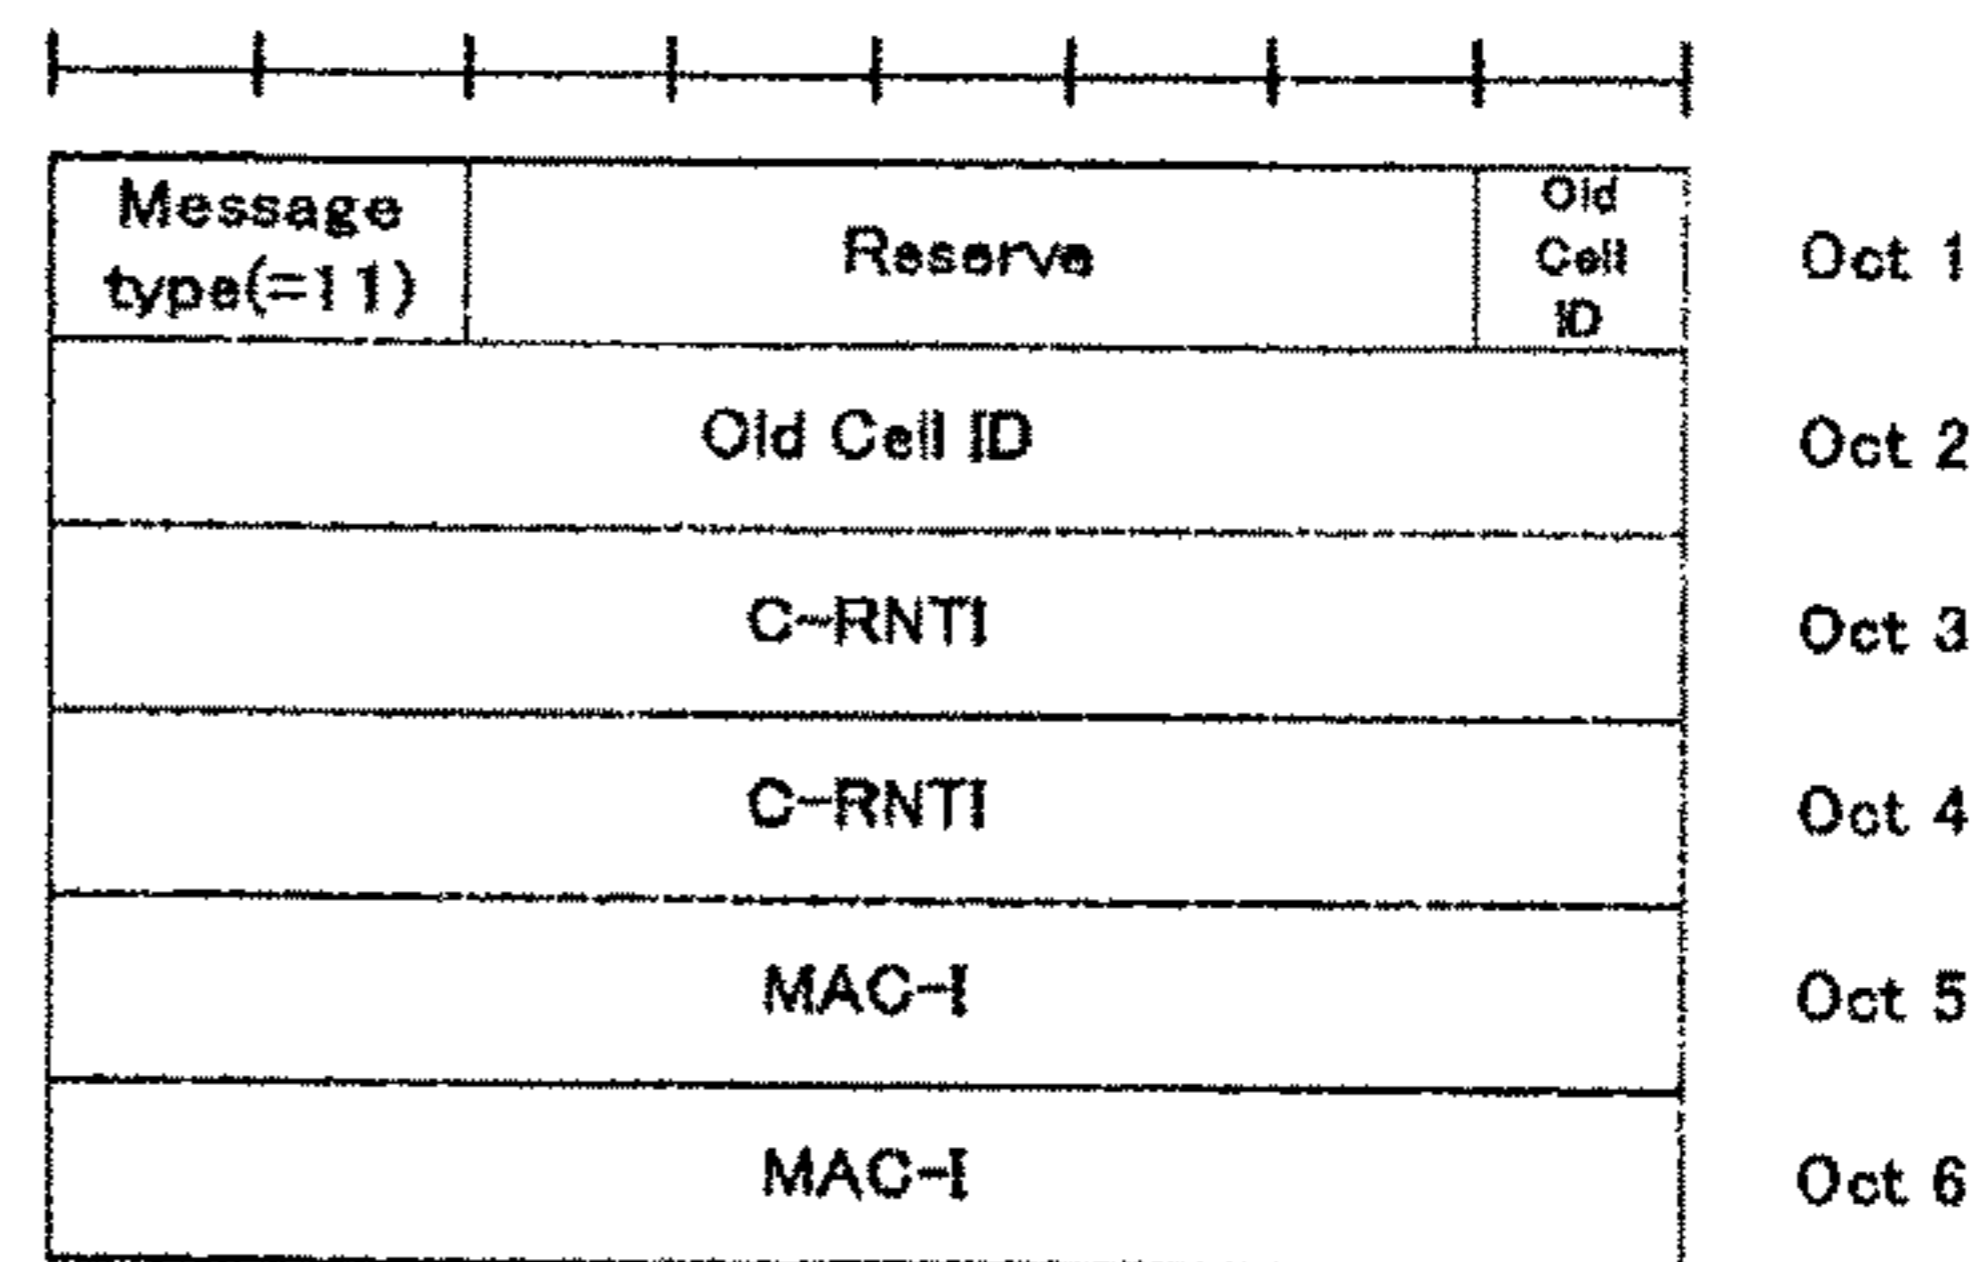 Message
type(=11)
Reserve
Old
Cell
ID
Oct 1
Old Cell ID
Oct 2
C-RNTI
Oct 3
C-RNTI
Oct 4
MAC-I
Oct 5
MAC-I
Oct 6